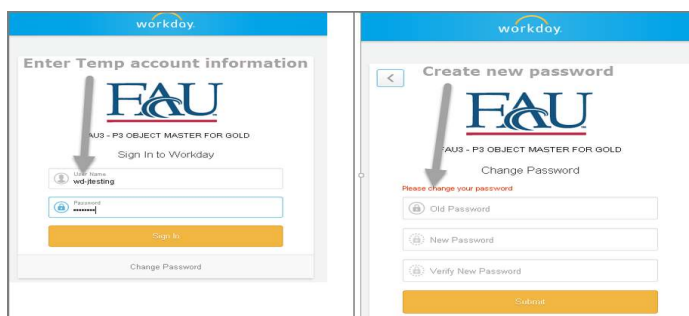 workday.
Enter Temp account information
FAU
FAU3 - P3 OBJECT MASTER FOR GOLD
Sign In to Workday
User Name
wd-jtesting
Password
Sign In
Change Password
workday.
Create new password
FAU
FAU3 - P3 OBJECT MASTER FOR GOLD
Change Password
Please change your password
Old Password
New Password
Verify New Password
Submit